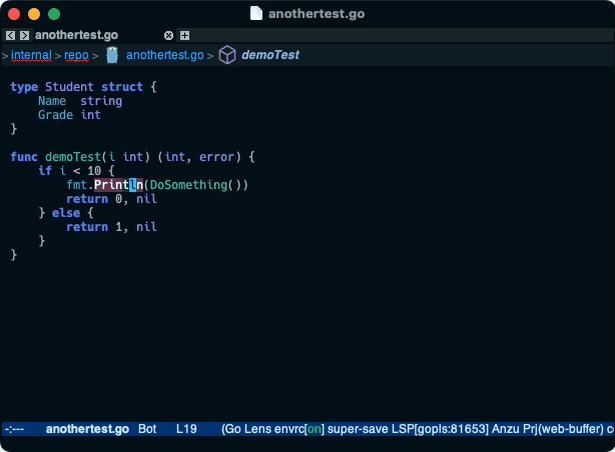 anothertest.go
anothertest.go
> internal > repo > anothertest.go > demoTest
type Student struct {
    Name  string
    Grade int
}
func demoTest(i int) (int, error) {
    if i < 10 {
        fmt.Println(DoSomething())
        return 0, nil
    } else {
        return 1, nil
    }
}
-:---   anothertest.go   Bot   L19   (Go Lens envrc[on] super-save LSP[gopls:81653] Anzu Prj(web-buffer) c